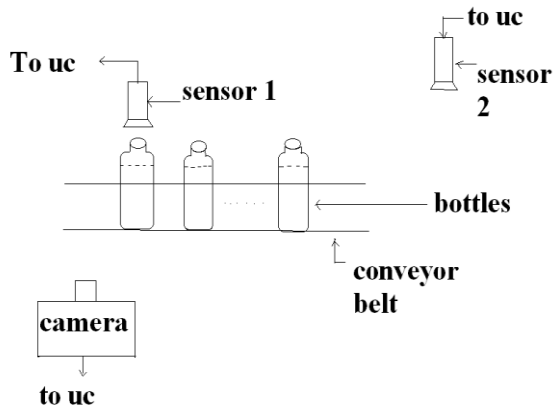 to uc
To uc
sensor 1
sensor
2
bottles
conveyor
belt
camera
to uc